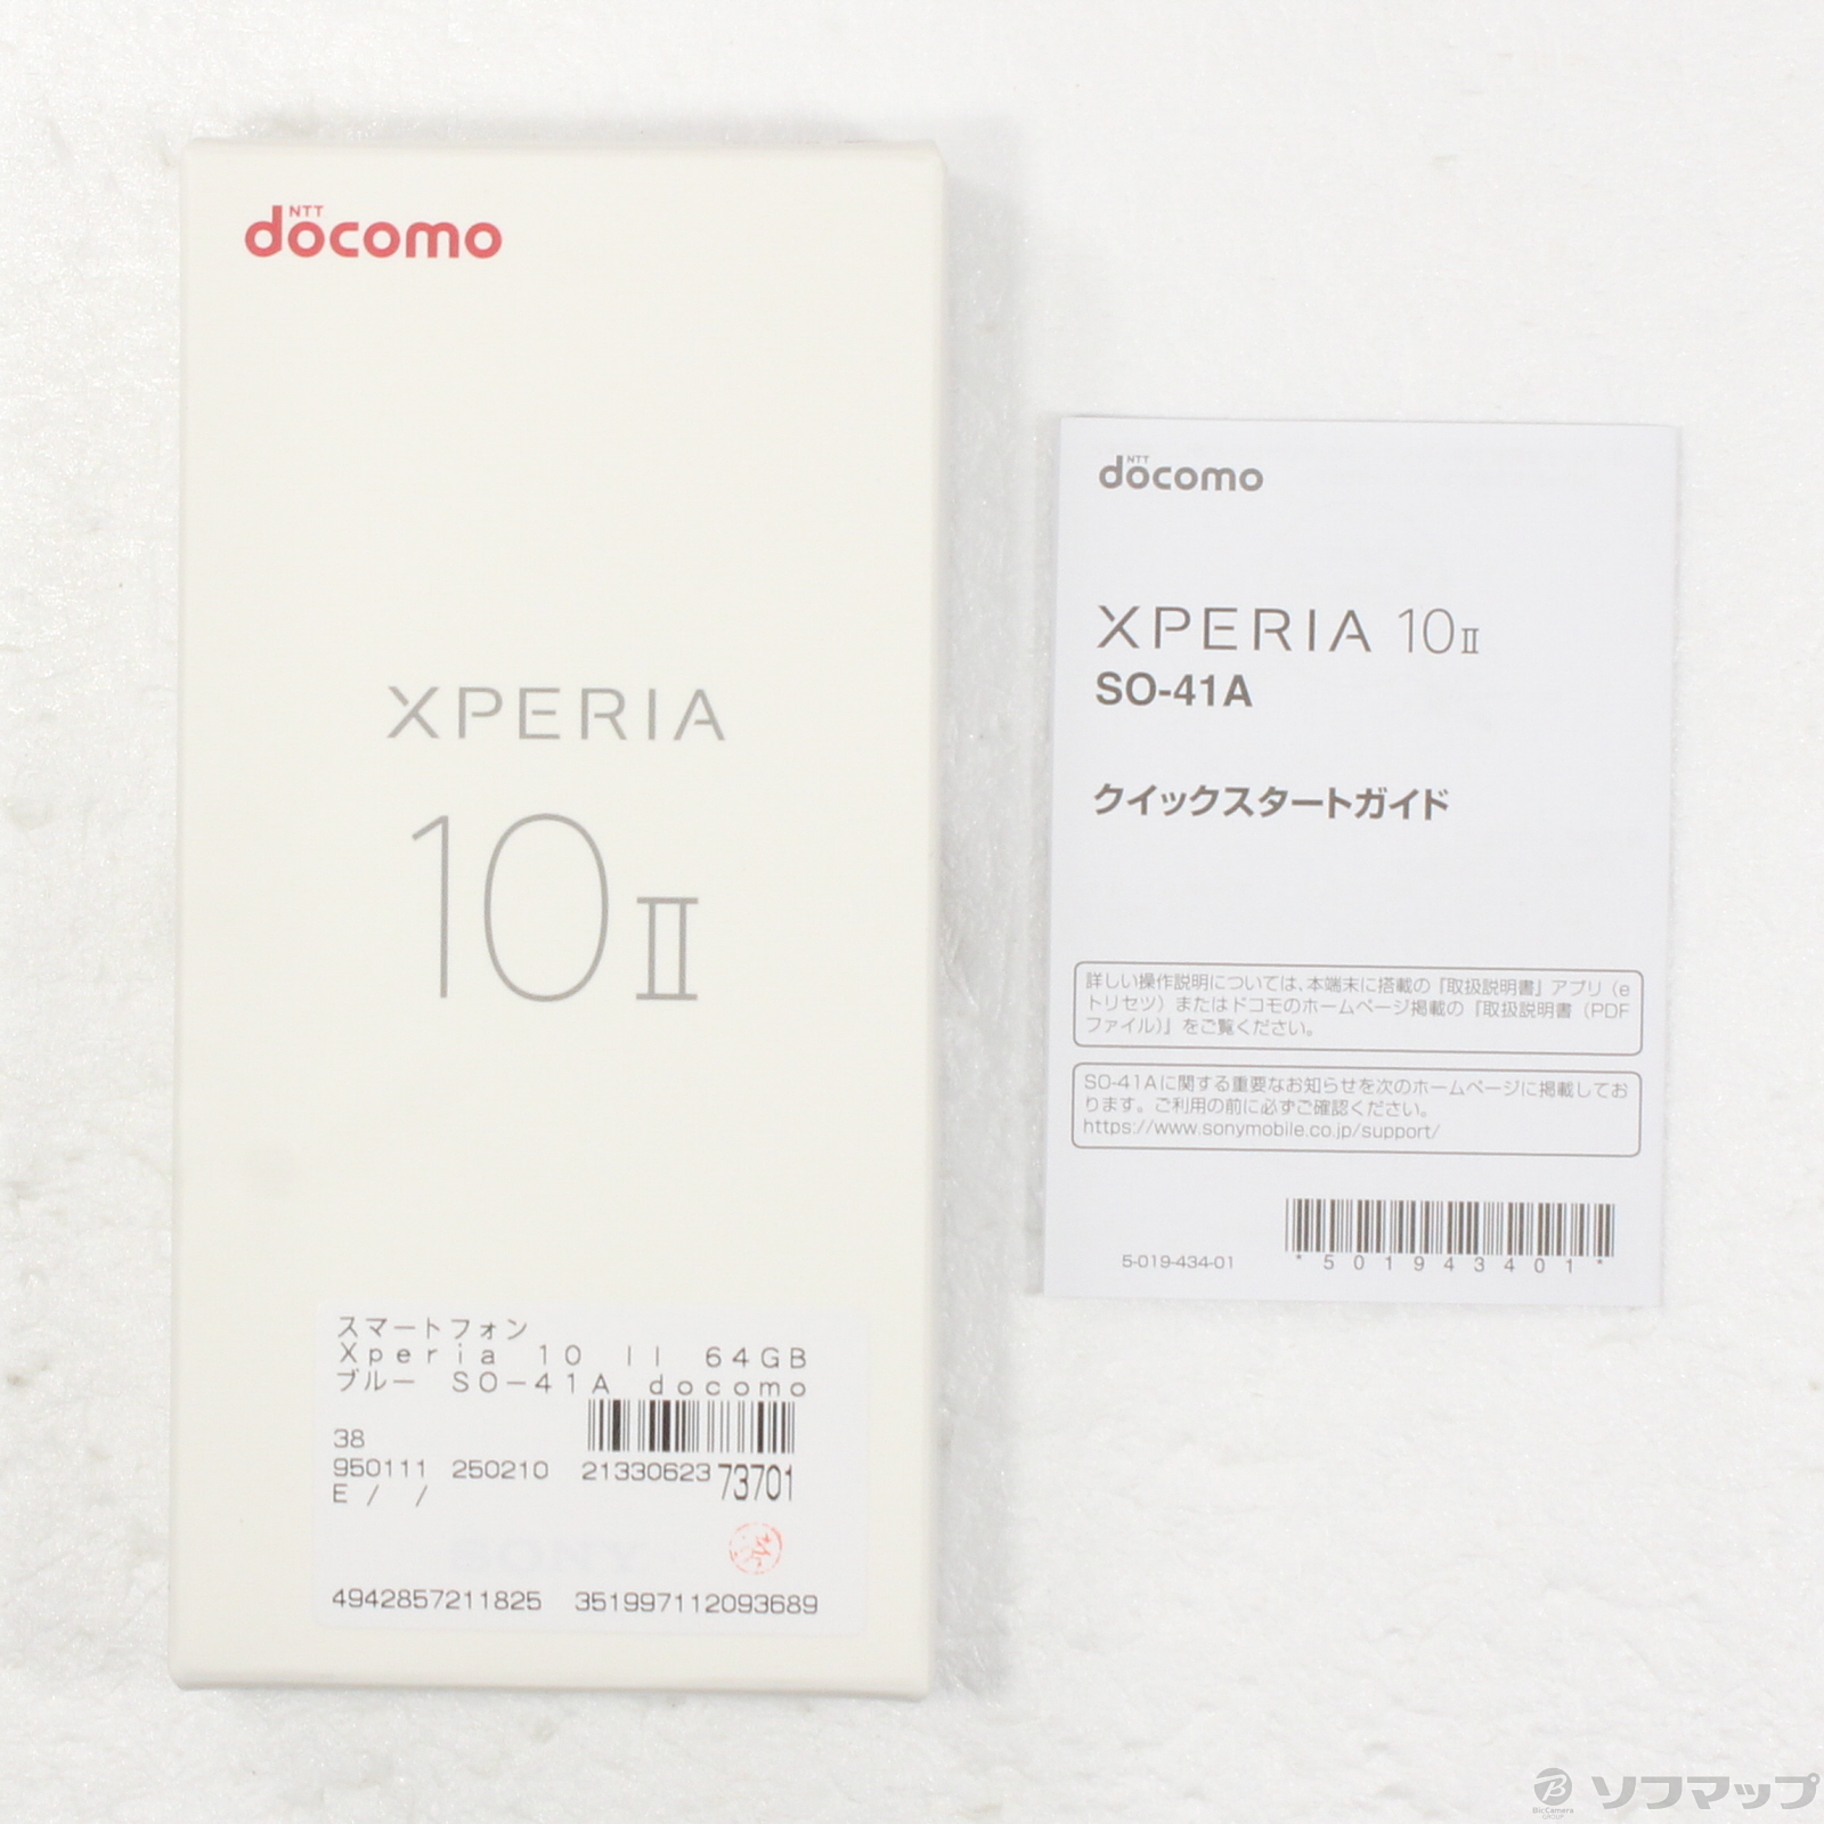 NTT
docomo
XPERIA
10 II
スマートフォン
Xperia 10 II 64GB
ブルー SO-41A docomo
38
950111 250210 2133062373701
E / /
4942857211825 351997112093689
NTT
docomo
XPERIA 10 II
SO-41A
クイックスタートガイド
詳しい操作説明については、本端末に搭載の『取扱説明書』アプリ（e
トリセツ）またはドコモのホームページ掲載の『取扱説明書（PDF
ファイル）』をご覧ください。
SO-41Aに関する重要なお知らせを次のホームページに掲載してお
ります。ご利用の前に必ずご確認ください。
https://www.sonymobile.co.jp/support/
5-019-434-01
*501943401*
B
BicCamera
GROUP
ソフマップ